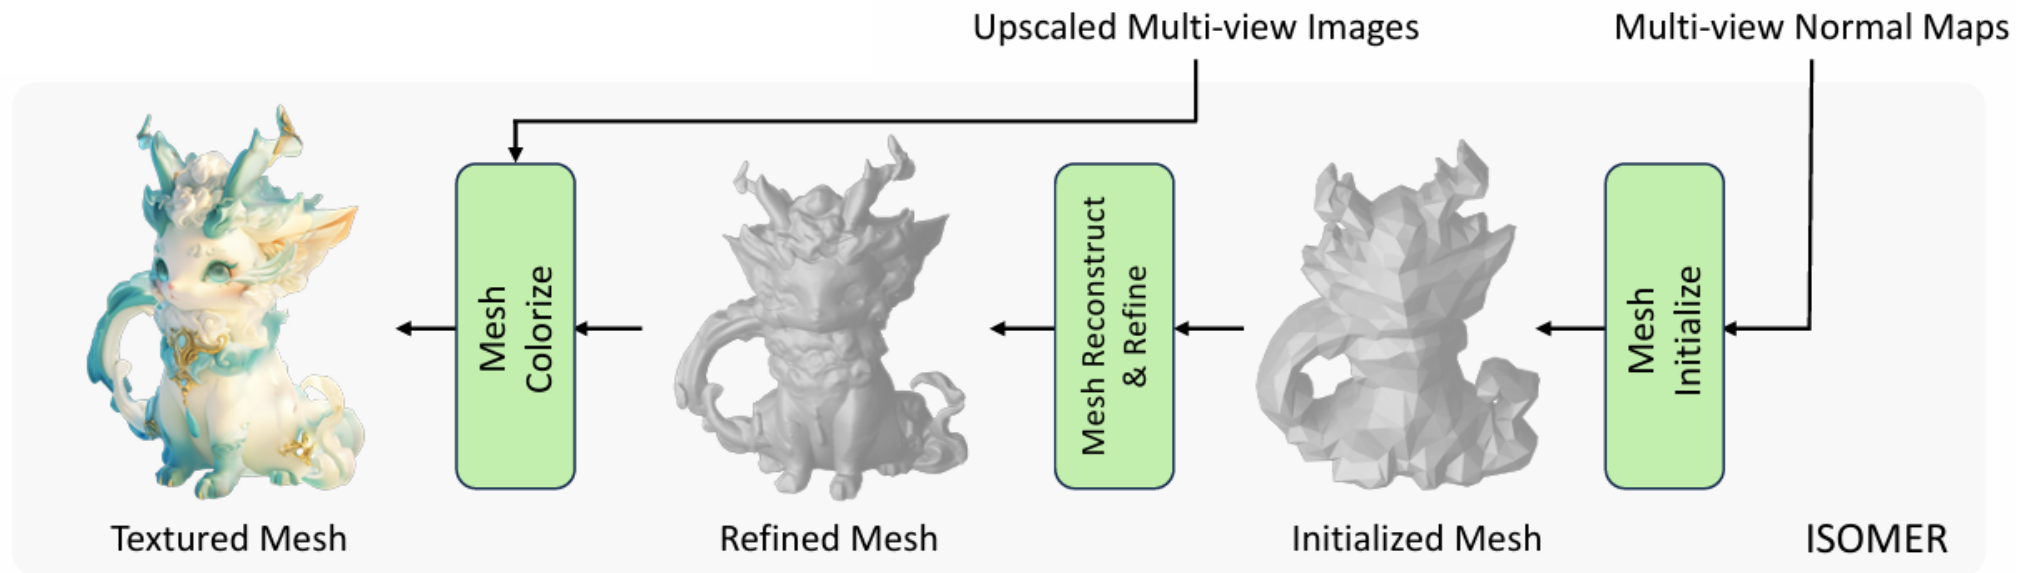 Upscaled Multi-view Images
Multi-view Normal Maps
Mesh
Colorize
Mesh Reconstruct
& Refine
Mesh
Initialize
Textured Mesh
Refined Mesh
Initialized Mesh
ISOMER